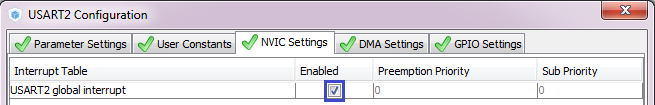 USART2 Configuration
Parameter Settings User Constants NVIC Settings DMA Settings GPIO Settings
Interrupt Table Enabled Preemption Priority Sub Priority
USART2 global interrupt 0 0